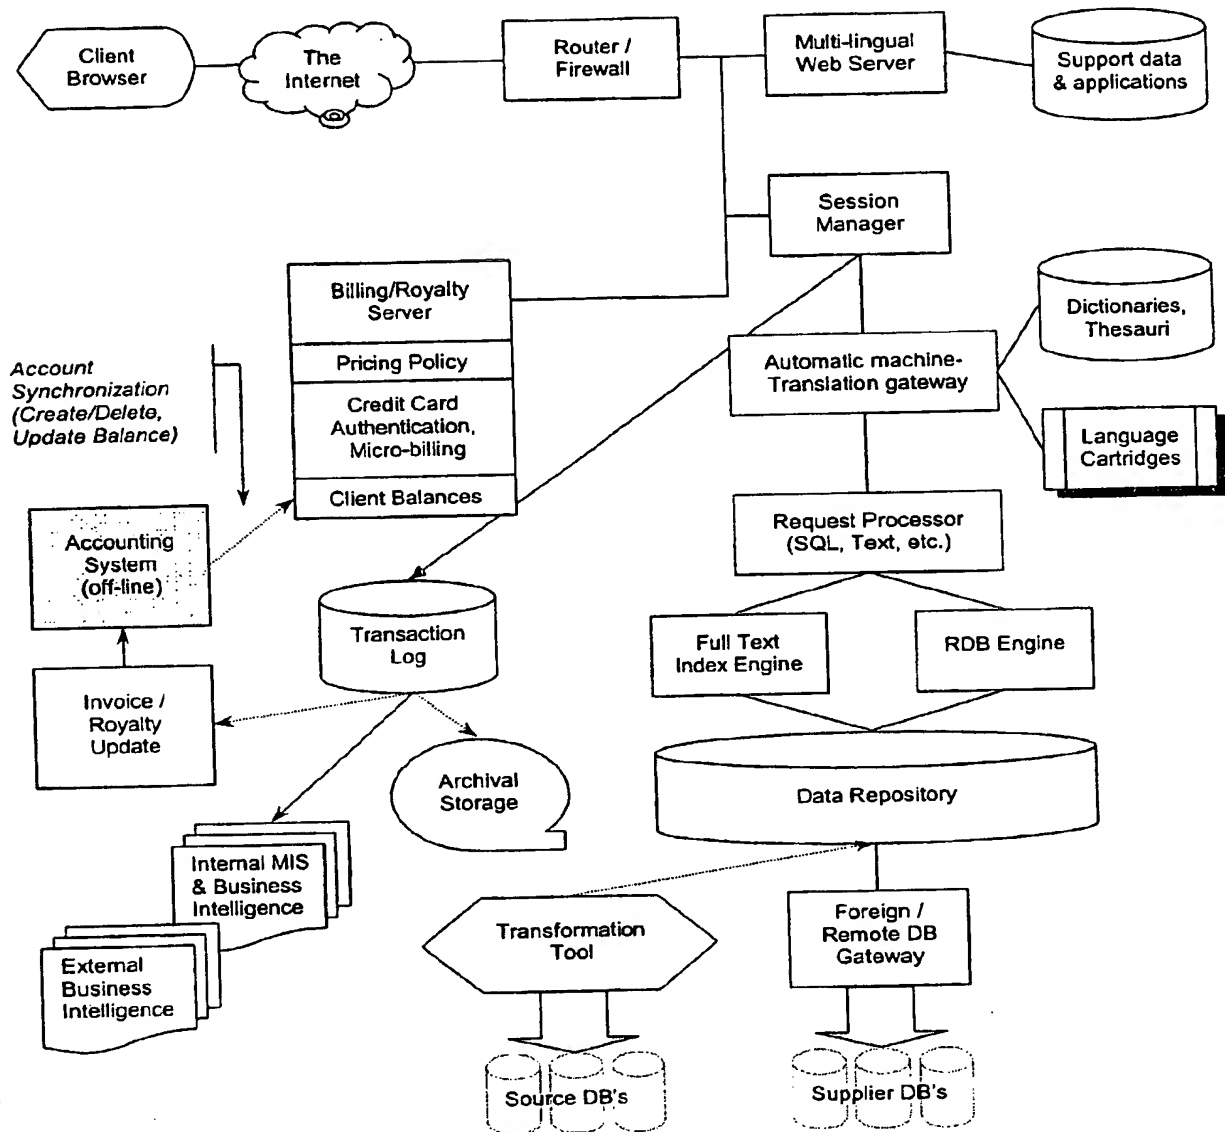 Client
Browser
The
Internet
Router /
Firewall
Multi-lingual
Web Server
Support data
& applications
Session
Manager
Billing/Royalty
Server
Pricing Policy
Credit Card
Authentication,
Micro-billing
Client Balances
Dictionaries,
Thesauri
Automatic machine-
Translation gateway
Language
Cartridges
Account
Synchronization
(Create/Delete,
Update Balance)
Request Processor
(SQL, Text, etc.)
Accounting
System
(off-line)
Transaction
Log
Full Text
Index Engine
RDB Engine
Invoice /
Royalty
Update
Archival
Storage
Data Repository
Internal MIS
& Business
Intelligence
Transformation
Tool
Foreign /
Remote DB
Gateway
External
Business
Intelligence
Source DB's
Supplier DB's